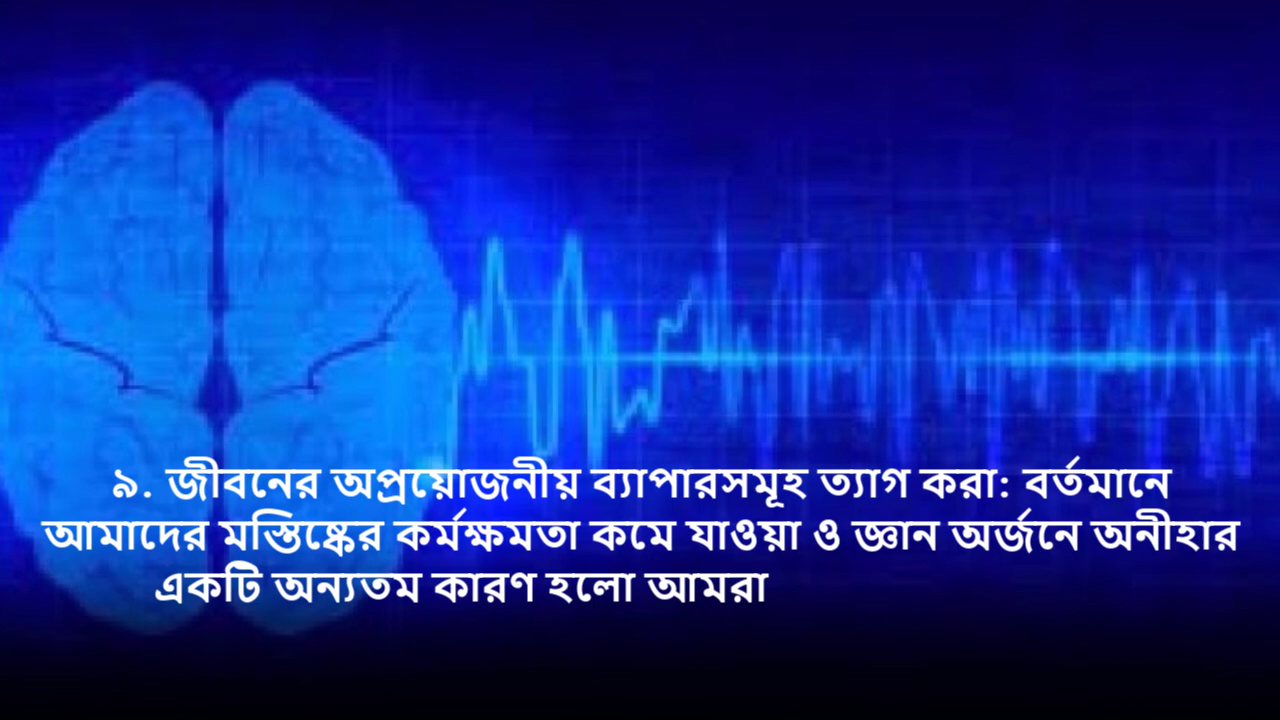 ৯. জীবনের অপ্রয়োজনীয় ব্যাপারসমূহ ত্যাগ করা: বর্তমানে
আমাদের মস্তিষ্কের কর্মক্ষমতা কমে যাওয়া ও জ্ঞান অর্জনে অনীহার
একটি অন্যতম কারণ হলো আমরা